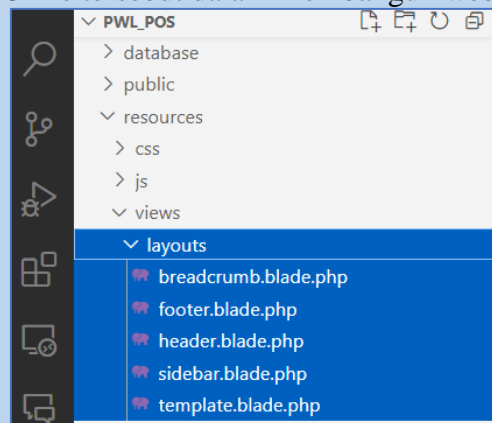 PWL_POS
database
public
resources
css
js
views
layouts
breadcrumb.blade.php
footer.blade.php
header.blade.php
sidebar.blade.php
template.blade.php